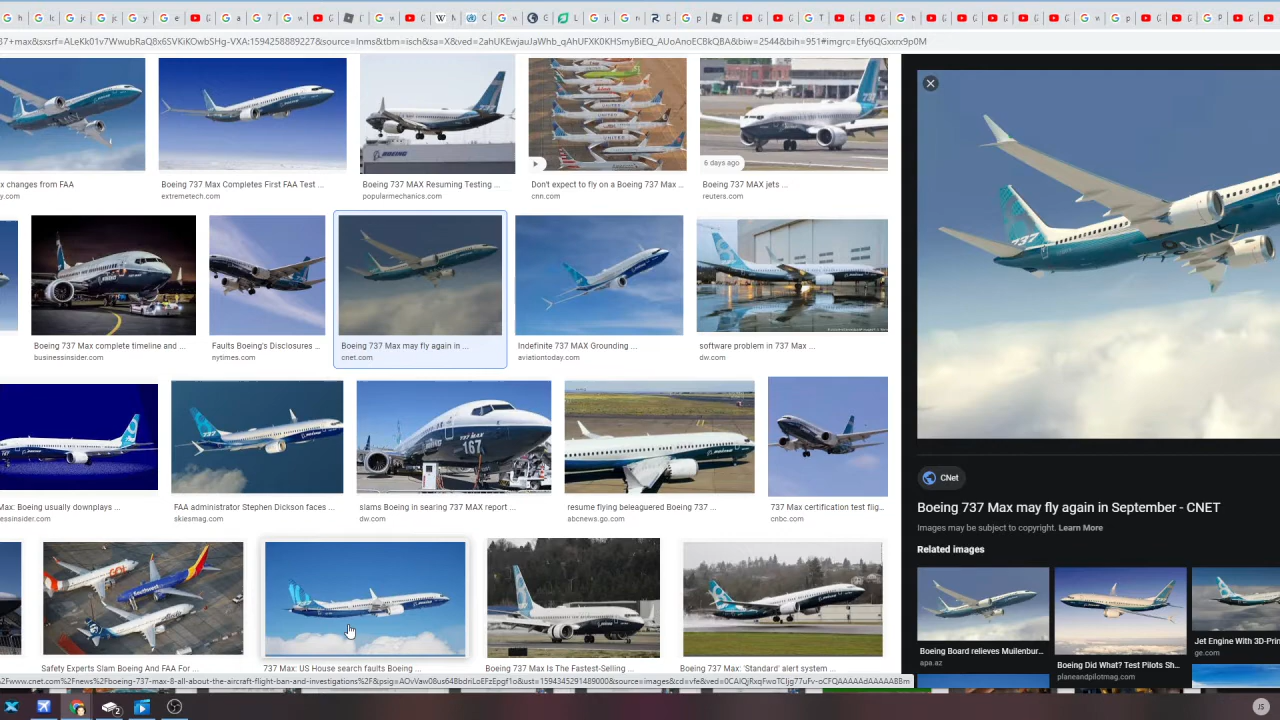 37+max&sxsrf=ALeKk01v7WwubRaQ8x6SVKiKOwbSHg-VXA:1594258889227&source=lnms&tbm=isch&sa=X&ved=2ahUKEwjauJaWhb_qAhUFXK0KHSmyBiEQ_AUoAnoECBkQBA&biw=2544&bih=951#imgrc=Efy6QGxxrx9p0M
6 days ago
x changes from FAA
y.com
Boeing 737 Max Completes First FAA Test ...
extremetech.com
Boeing 737 MAX Resuming Testing ...
popularmechanics.com
Don't expect to fly on a Boeing 737 Max ...
cnn.com
Boeing 737 MAX jets ...
reuters.com
Boeing 737 Max complete timeline and ...
businessinsider.com
Faults Boeing's Disclosures ...
nytimes.com
Boeing 737 Max may fly again in ...
cnet.com
Indefinite 737 MAX Grounding ...
aviationtoday.com
software problem in 737 Max ...
dw.com
737
CNet
Boeing 737 Max may fly again in September - CNET
Images may be subject to copyright. Learn More
Related images
Max: Boeing usually downplays ...
essinsider.com
FAA administrator Stephen Dickson faces ...
skiesmag.com
167
slams Boeing in searing 737 MAX report ...
dw.com
resume flying beleaguered Boeing 737 ...
abcnews.go.com
737 Max certification test flig...
cnbc.com
Safety Experts Slam Boeing And FAA For ...
737 Max: US House search faults Boeing ...
Boeing 737 Max Is The Fastest-Selling ...
Boeing 737 Max: 'Standard' alert system ...
Boeing Board relieves Muilenbur...
apa.az
Boeing Did What? Test Pilots Sh...
planeandpilotmag.com
Jet Engine With 3D-Prin
ge.com
JS